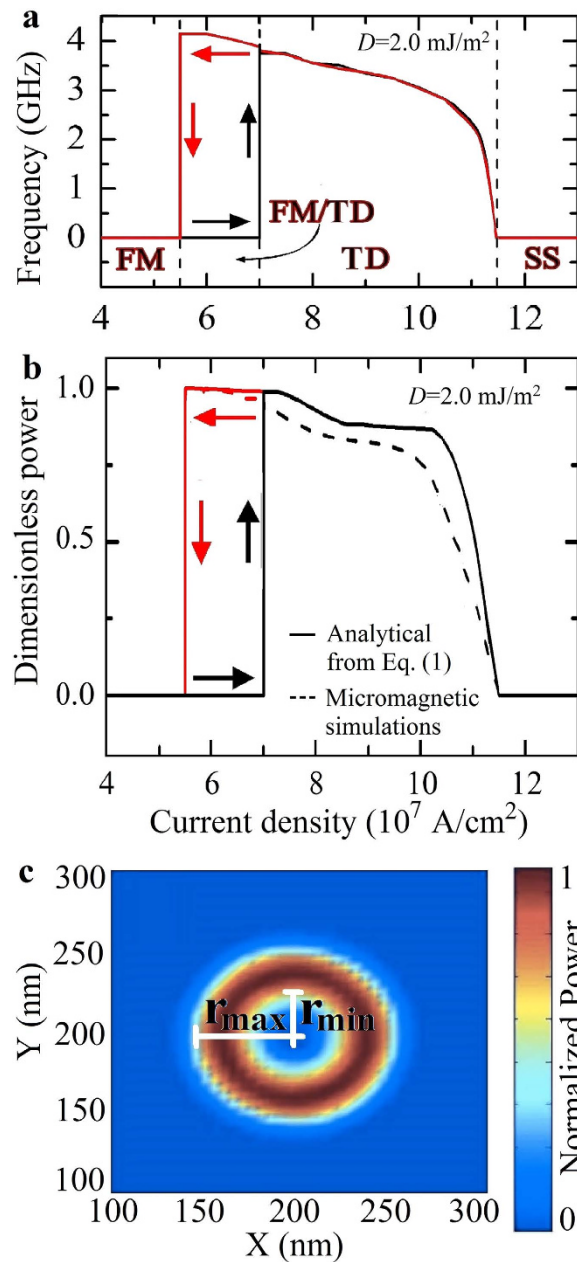 a
D=2.0 mJ/m²
Frequency (GHz)
4
3
2
1
0
FM/TD
FM
TD
SS
4 6 8 10 12
b
D=2.0 mJ/m²
Dimensionless power
1.0
0.5
0.0
Analytical
from Eq. (1)
Micromagnetic
simulations
4 6 8 10 12
Current density (10⁷ A/cm²)
c
300
250
200
150
100
Y (nm)
rmax rmin
100 150 200 250 300
X (nm)
1
0
Normalized Power